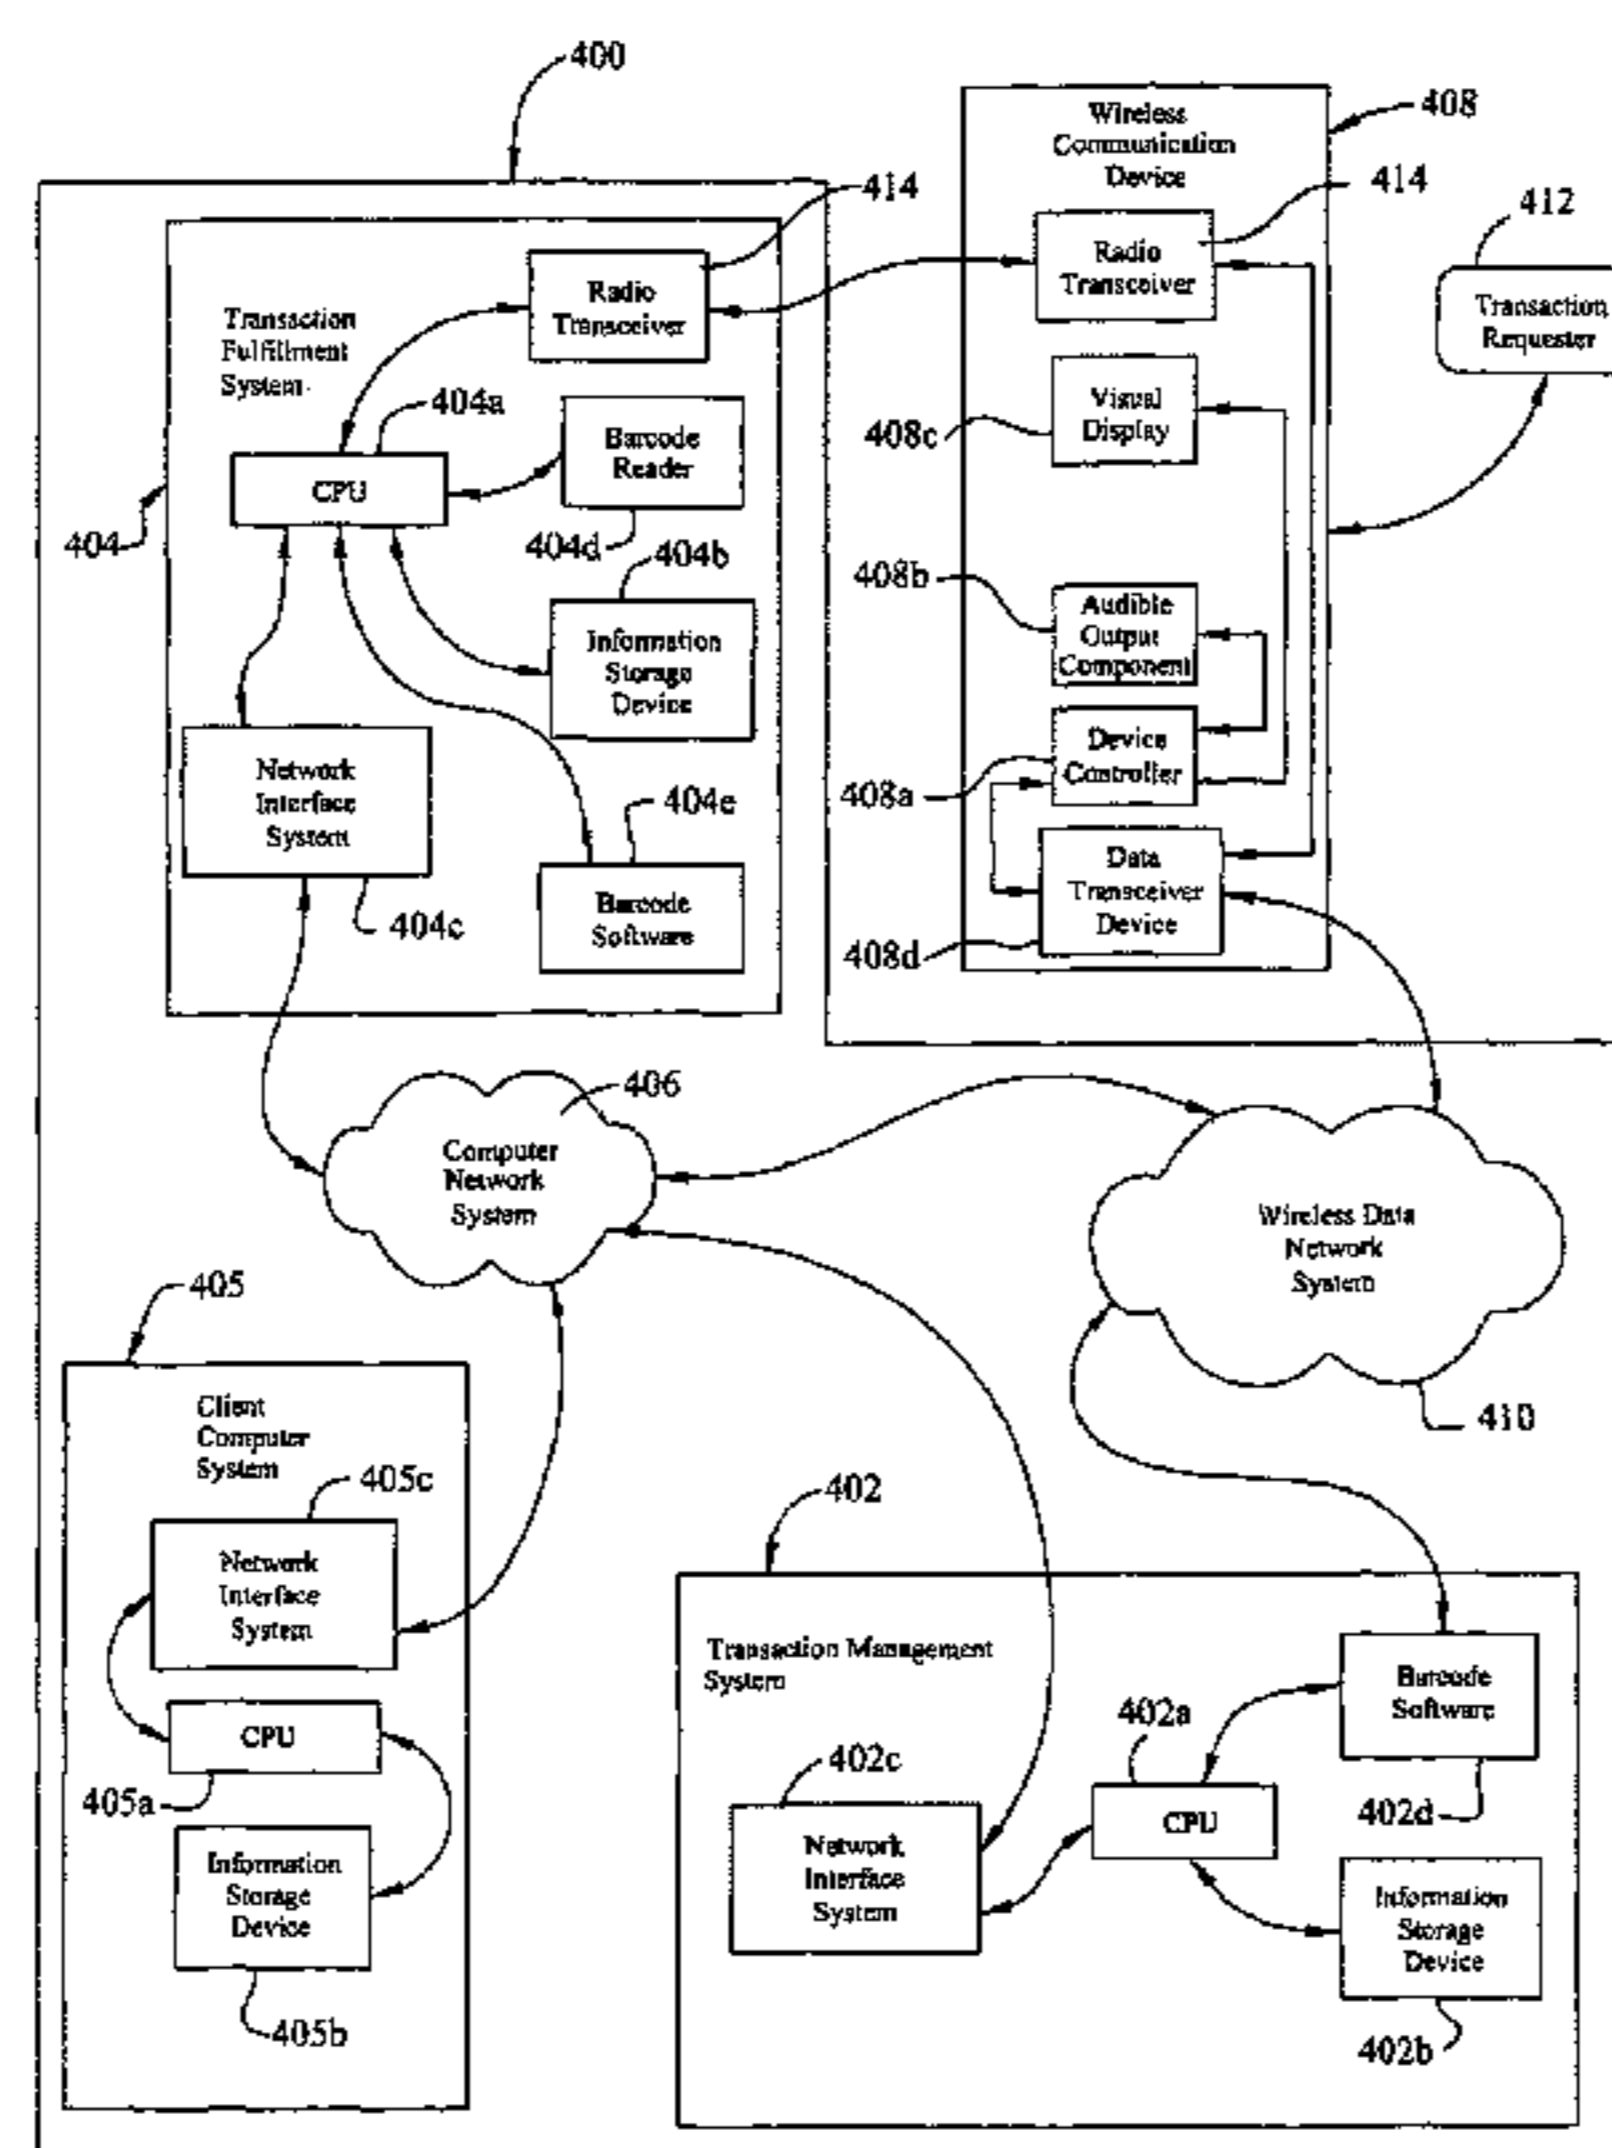 400
Wireless
Communication
Device
408
414
414
412
Radio
Transceiver
Radio
Transceiver
Transaction
Requester
Transaction
Fulfillment
System
404a
Barcode
Reader
408c
Visual
Display
CPU
404
404d
404b
408b
Audible
Output
Component
Information
Storage
Device
Network
Interface
System
404e
408a
Device
Controller
Barcode
Software
404c
Data
Transceiver
Device
408d
406
Computer
Network
System
Wireless Data
Network
System
405
410
Client
Computer
System
405c
402
Network
Interface
System
Transaction Management
System
Barcode
Software
402a
CPU
402c
405a
402d
CPU
Network
Interface
System
Information
Storage
Device
Information
Storage
Device
405b
402b